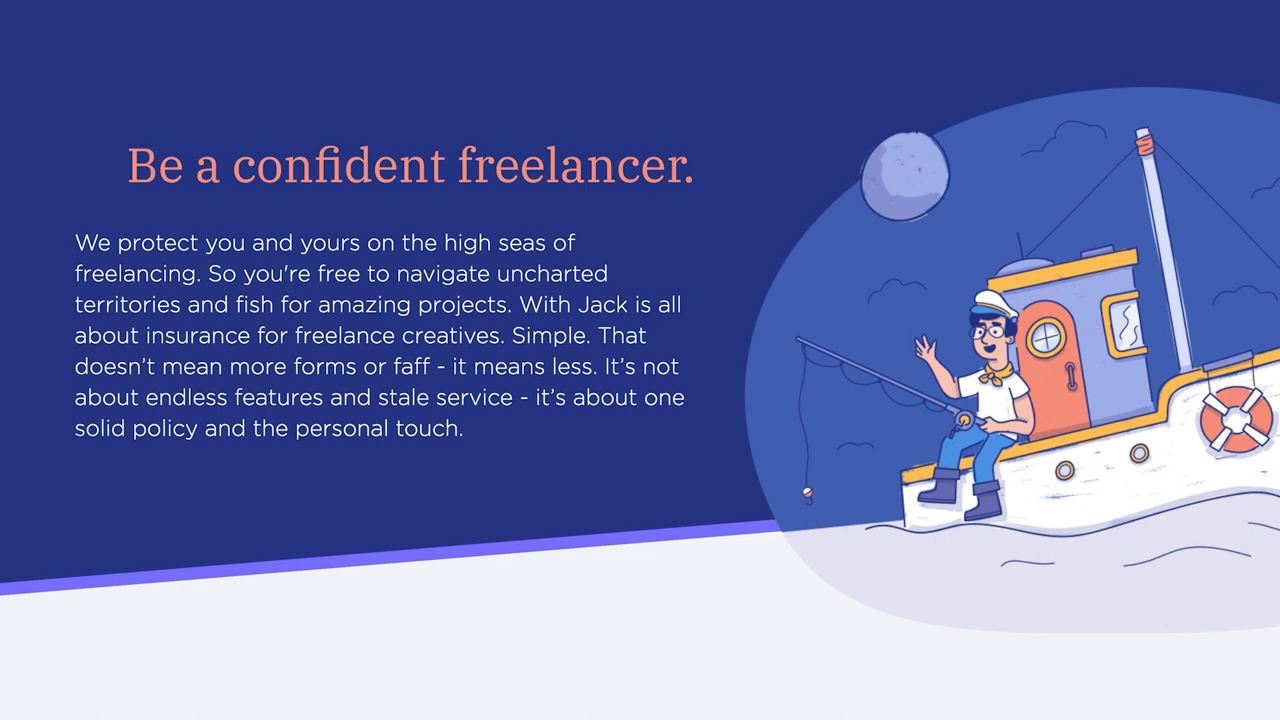 Be a confident freelancer.
We protect you and yours on the high seas of
freelancing. So you're free to navigate uncharted
territories and fish for amazing projects. With Jack is all
about insurance for freelance creatives. Simple. That
doesn’t mean more forms or faff - it means less. It’s not
about endless features and stale service - it’s about one
solid policy and the personal touch.